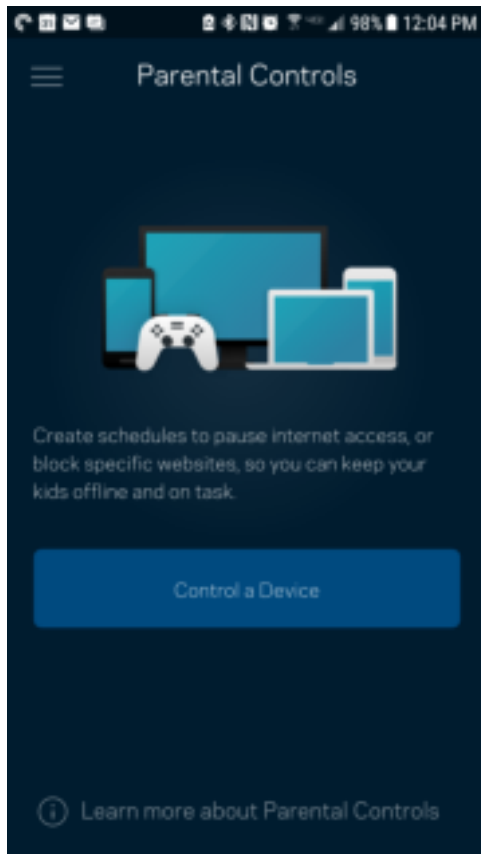 98% 12:04 PM
Parental Controls
Create schedules to pause internet access, or
block specific websites, so you can keep your
kids offline and on task.
Control a Device
Learn more about Parental Controls